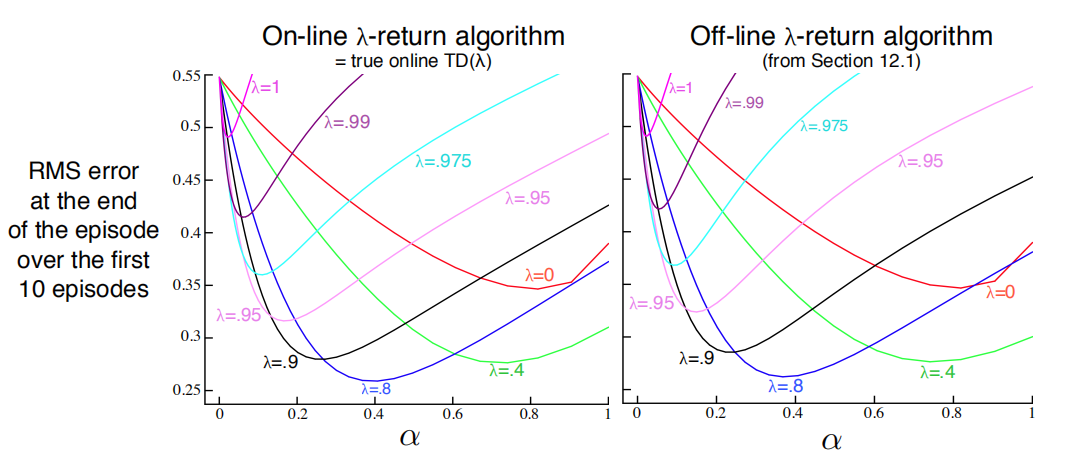 On-line λ-return algorithm
= true online TD(λ)
Off-line λ-return algorithm
(from Section 12.1)
RMS error
at the end
of the episode
over the first
10 episodes
0.55
0.5
0.45
0.4
0.35
0.3
0.25
λ=1
λ=.99
λ=.975
λ=.95
λ=0
λ=.95
λ=.9
λ=.4
λ=.8
0 0.2 0.4 0.6 0.8 1
α
λ=1
λ=.99
λ=.975
λ=.95
λ=0
λ=.95
λ=.9
λ=.4
λ=.8
0 0.2 0.4 0.6 0.8 1
α